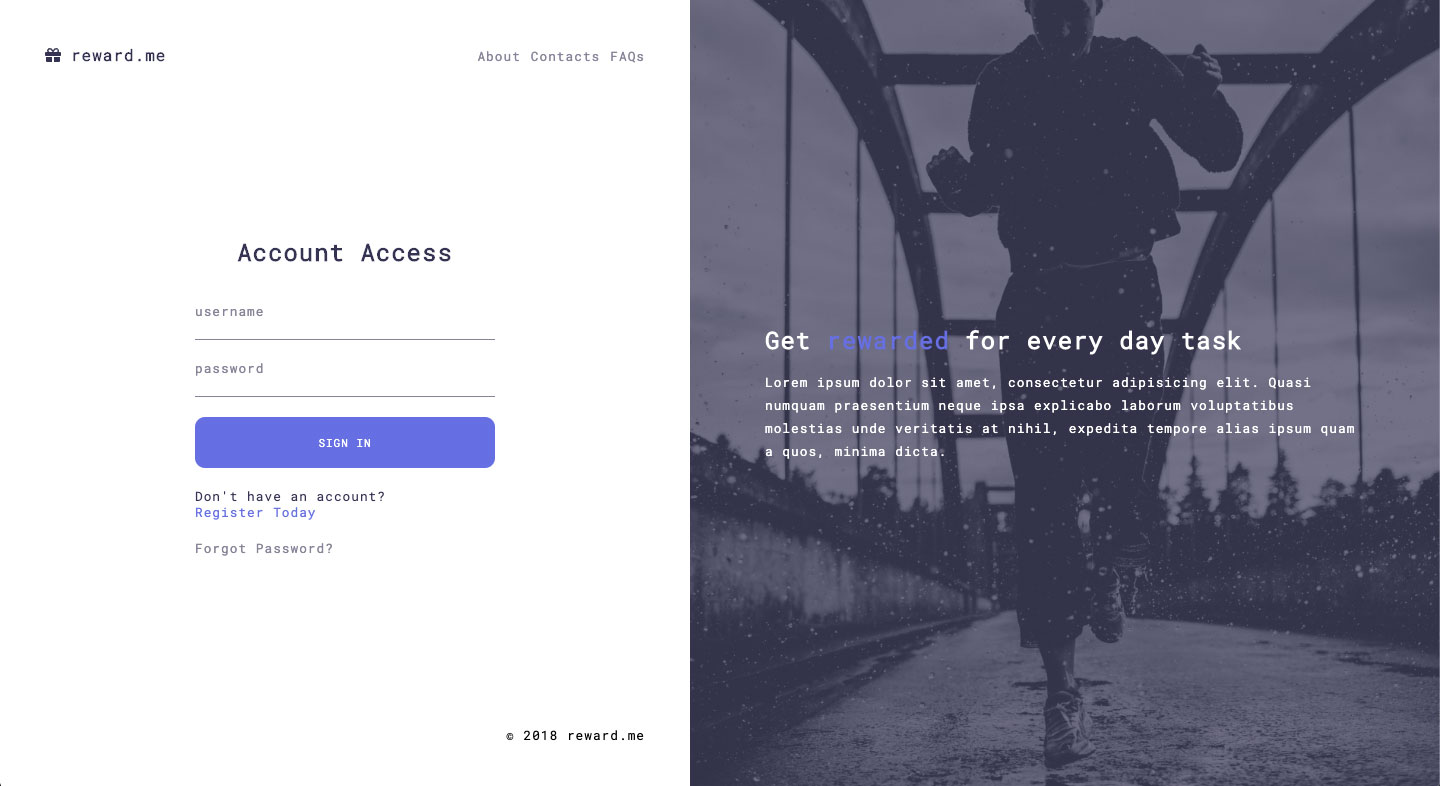 reward.me
About Contacts FAQs
Account Access
username
password
SIGN IN
Don't have an account?
Register Today
Forgot Password?
© 2018 reward.me
Get rewarded for every day task
Lorem ipsum dolor sit amet, consectetur adipisicing elit. Quasi
numquam praesentium neque ipsa explicabo laborum voluptatibus
molestias unde veritatis at nihil, expedita tempore alias ipsum quam
a quos, minima dicta.